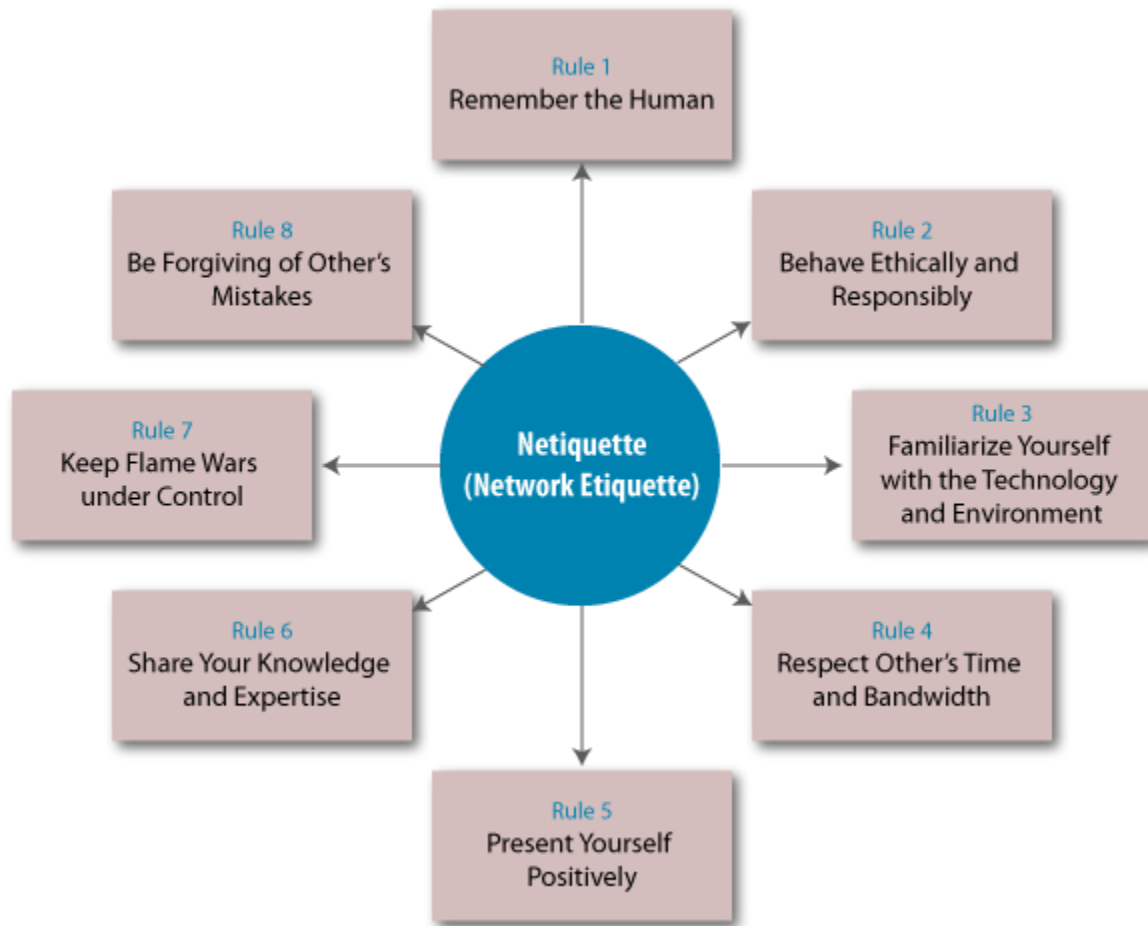 Rule 1
Remember the Human
Rule 8
Be Forgiving of Other's
Mistakes
Rule 2
Behave Ethically and
Responsibly
Rule 7
Keep Flame Wars
under Control
Netiquette
(Network Etiquette)
Rule 3
Familiarize Yourself
with the Technology
and Environment
Rule 6
Share Your Knowledge
and Expertise
Rule 4
Respect Other's Time
and Bandwidth
Rule 5
Present Yourself
Positively